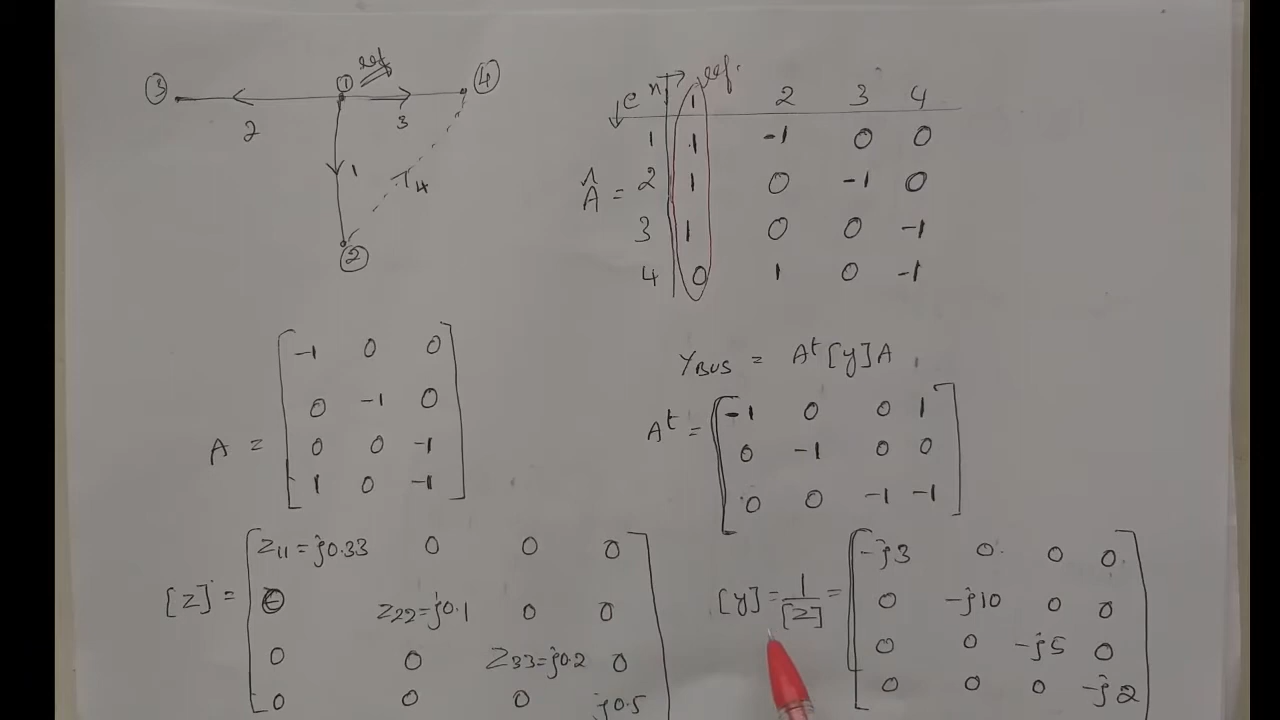 ③ ① ref ④
2 3
1
4
②
e n 1 ref. 2 3 4
1 1 -1 0 0
Â = 2 1 0 -1 0
3 1 0 0 -1
4 0 1 0 -1
A =
-1 0 0
0 -1 0
0 0 -1
1 0 -1
Y_BUS = Aᵗ[y]A
Aᵗ =
-1 0 0 1
0 -1 0 0
0 0 -1 -1
[Z] =
Z11=j0.33 0 0 0
0 Z22=j0.1 0 0
0 0 Z33=j0.2 0
0 0 0 j0.5
[y] = 1/[Z] =
-j3 0 0 0
0 -j10 0 0
0 0 -j5 0
0 0 0 -j2